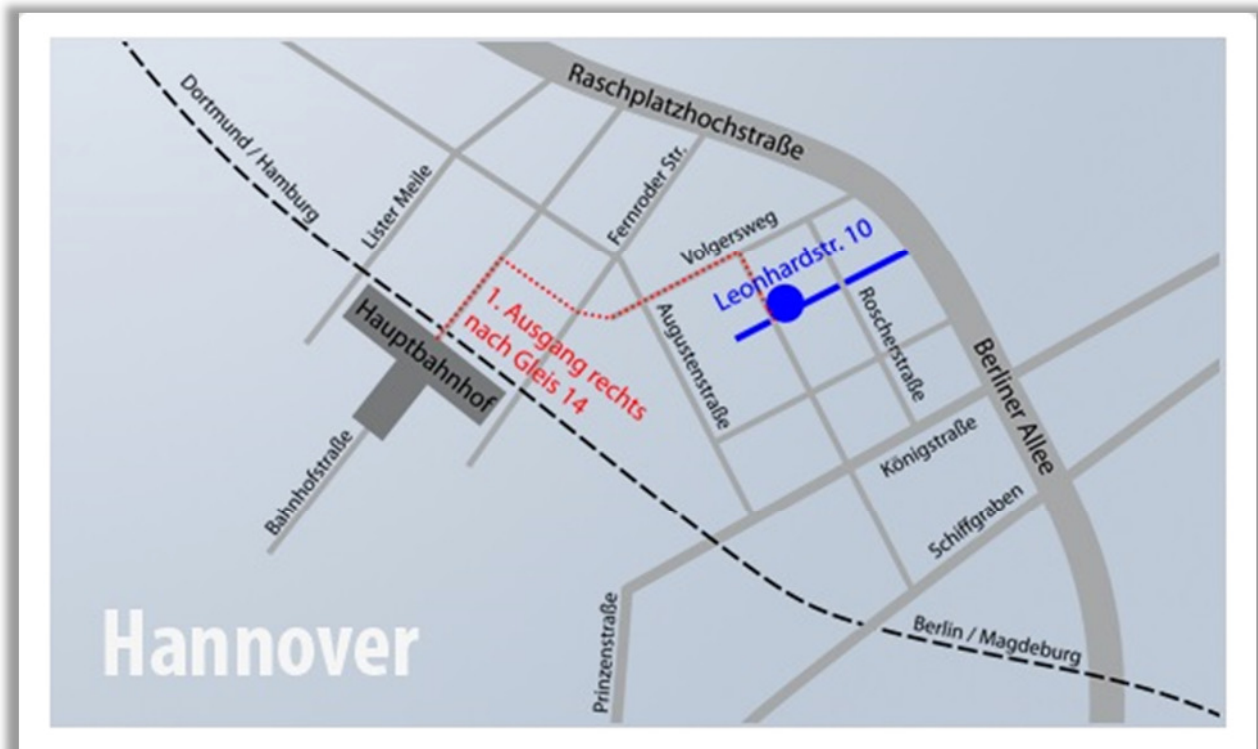 Raschplatzhochstraße
Dortmund / Hamburg
Lister Meile
Fernroder Str.
Volgersweg
Leonhardstr. 10
1. Ausgang rechts
nach Gleis 14
Hauptbahnhof
Augustenstraße
Roscherstraße
Berliner Allee
Bahnhofstraße
Königstraße
Schiffgraben
Prinzenstraße
Berlin / Magdeburg
Hannover